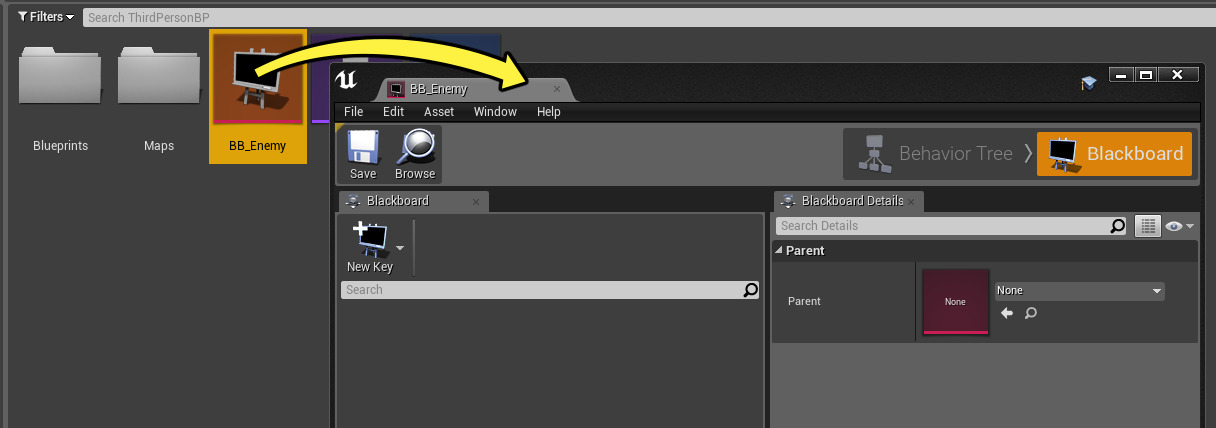 Filters
Search ThirdPersonBP
Blueprints
Maps
BB_Enemy
BB_Enemy
File Edit Asset Window Help
Save
Browse
Behavior Tree
Blackboard
Blackboard
New Key
Search
Blackboard Details
Search Details
Parent
Parent
None
None